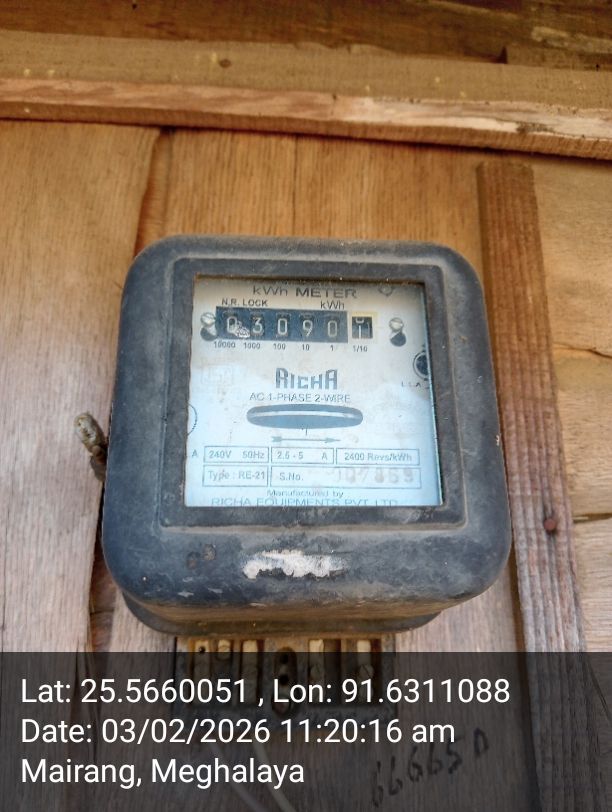 kWh METER
N.R. LOCK kWh
0 3 0 9 0 1
10000 1000 100 10 1 1/10
RICHA
AC 1-PHASE 2-WIRE
240V 50Hz 2.5 - 5 A 2400 Revs/kWh
Type : RE-21 S.No.
Manufactured by
RICHA EQUIPMENTS PVT. LTD.
Lat: 25.5660051 , Lon: 91.6311088
Date: 03/02/2026 11:20:16 am
Mairang, Meghalaya